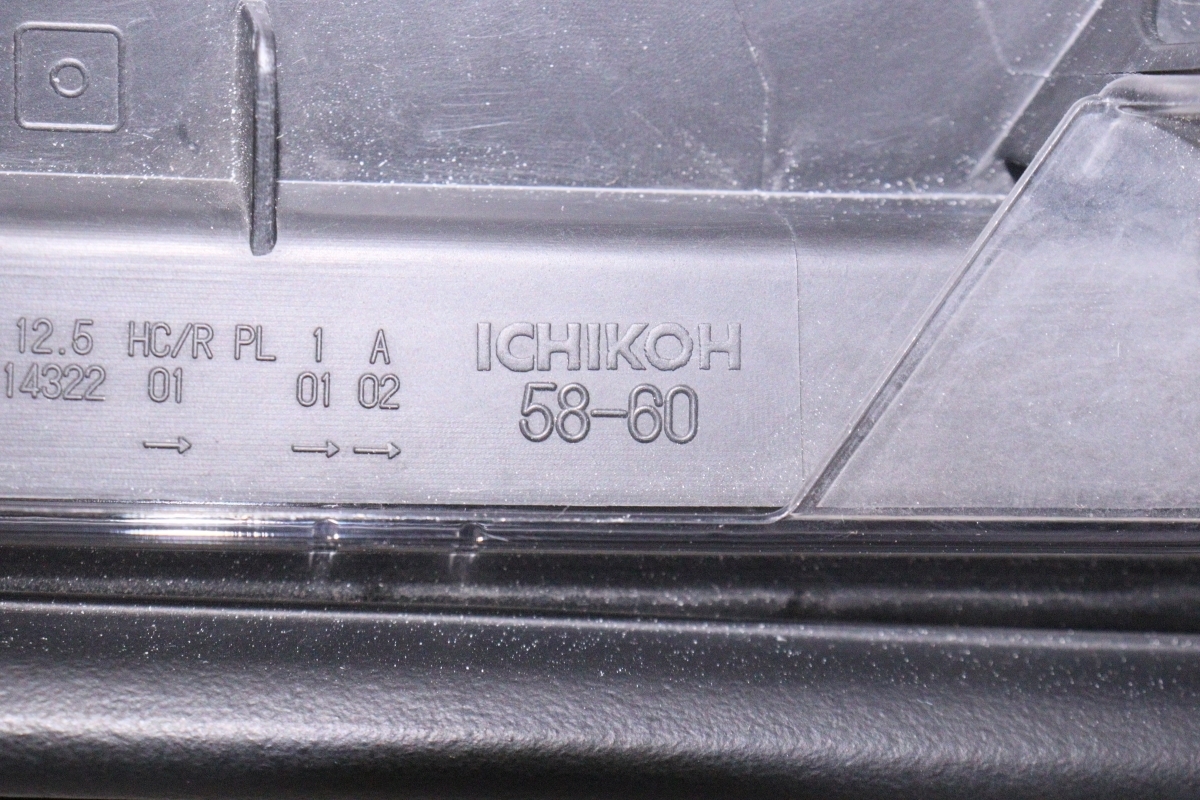 12.5 HC/R PL 1 A
14322 01 01 02
→ → →
ICHIKOH
58-60